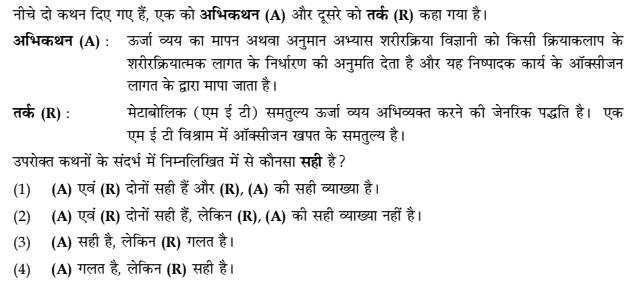 नीचे दो कथन दिए गए हैं, एक को अभिकथन (A) और दूसरे को तर्क (R) कहा गया है।
अभिकथन (A) : ऊर्जा व्यय का मापन अथवा अनुमान अभ्यास शरीरक्रिया विज्ञानी को किसी क्रियाकलाप के
शरीरक्रियात्मक लागत के निर्धारण की अनुमति देता है और यह निष्पादक कार्य के ऑक्सीजन
लागत के द्वारा मापा जाता है।
तर्क (R) : मेटाबोलिक (एम ई टी) समतुल्य ऊर्जा व्यय अभिव्यक्त करने की जेनरिक पद्धति है। एक
एम ई टी विश्राम में ऑक्सीजन खपत के समतुल्य है।
उपरोक्त कथनों के संदर्भ में निम्नलिखित में से कौनसा सही है?
(1) (A) एवं (R) दोनों सही हैं और (R), (A) की सही व्याख्या है।
(2) (A) एवं (R) दोनों सही हैं, लेकिन (R), (A) की सही व्याख्या नहीं है।
(3) (A) सही है, लेकिन (R) गलत है।
(4) (A) गलत है, लेकिन (R) सही है।